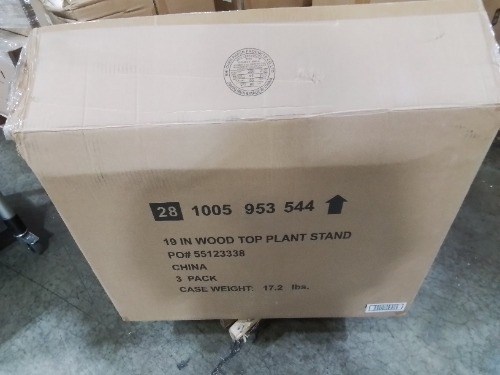 28 1005 953 544
19 IN WOOD TOP PLANT STAND
PO# 55123338
CHINA
3 PACK
CASE WEIGHT: 17.2 lbs.